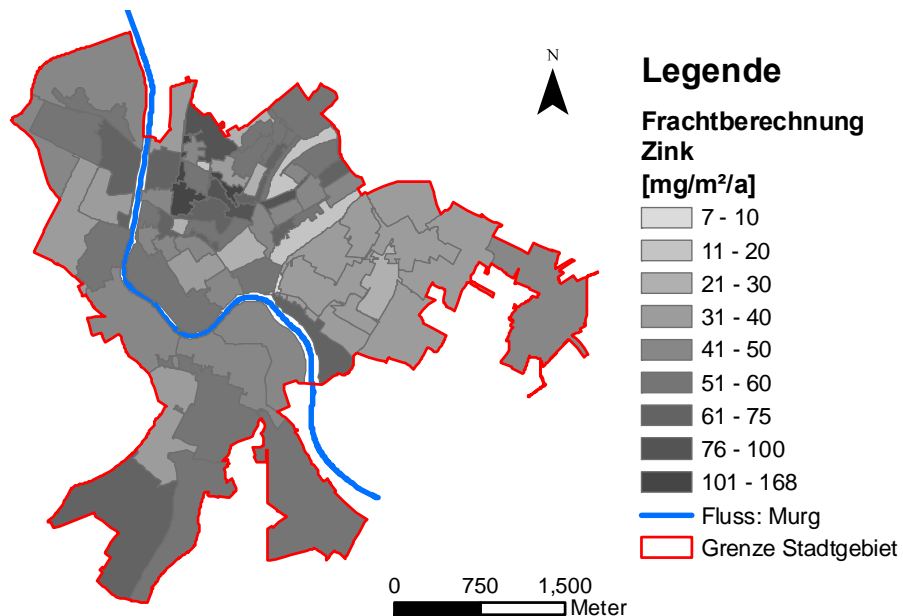 N
Legende
Frachtberechnung
Zink
[mg/m²/a]
7 - 10
11 - 20
21 - 30
31 - 40
41 - 50
51 - 60
61 - 75
76 - 100
101 - 168
Fluss: Murg
Grenze Stadtgebiet
0 750 1,500
Meter